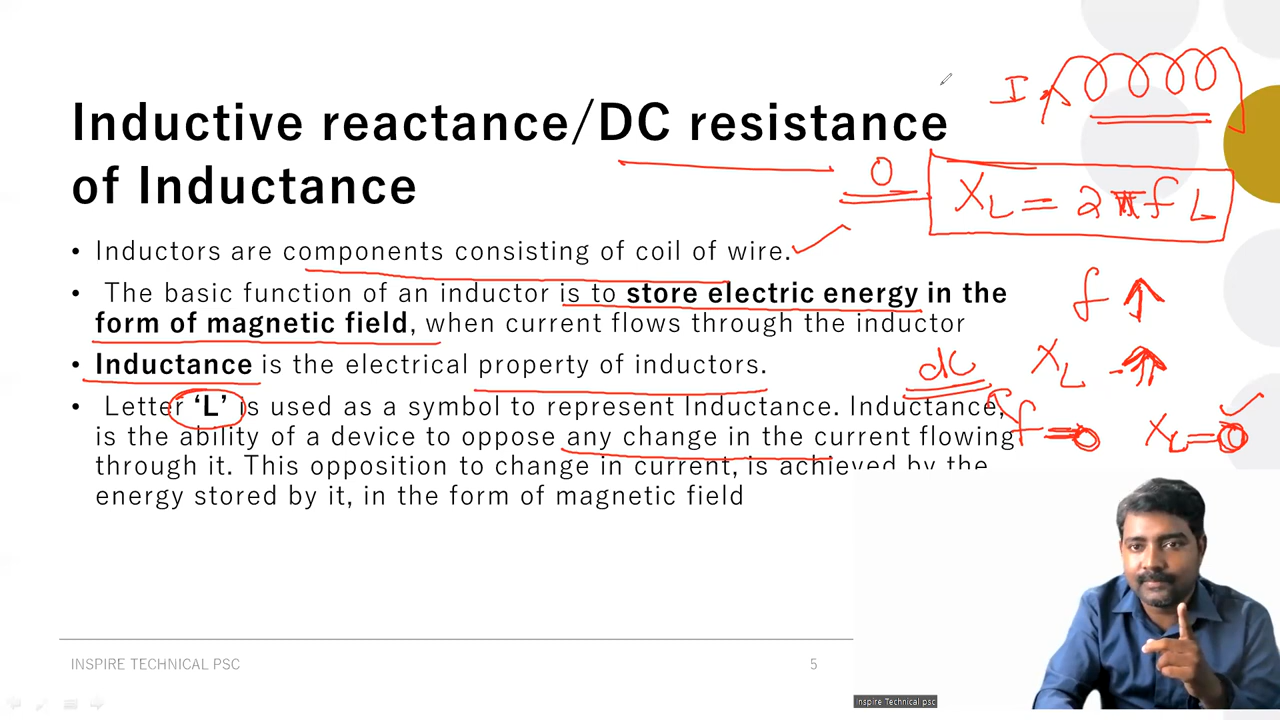 Inductive reactance/DC resistance
of Inductance
I
0
X_L = 2πfL
• Inductors are components consisting of coil of wire.
• The basic function of an inductor is to store electric energy in the
form of magnetic field, when current flows through the inductor
f ↑
• Inductance is the electrical property of inductors.
dc X_L - ↑
• Letter ‘L’ is used as a symbol to represent Inductance. Inductance,
is the ability of a device to oppose any change in the current flowing
f = 0 X_L = 0
through it. This opposition to change in current, is achieved by the
energy stored by it, in the form of magnetic field
INSPIRE TECHNICAL PSC 5
Inspire Technical psc